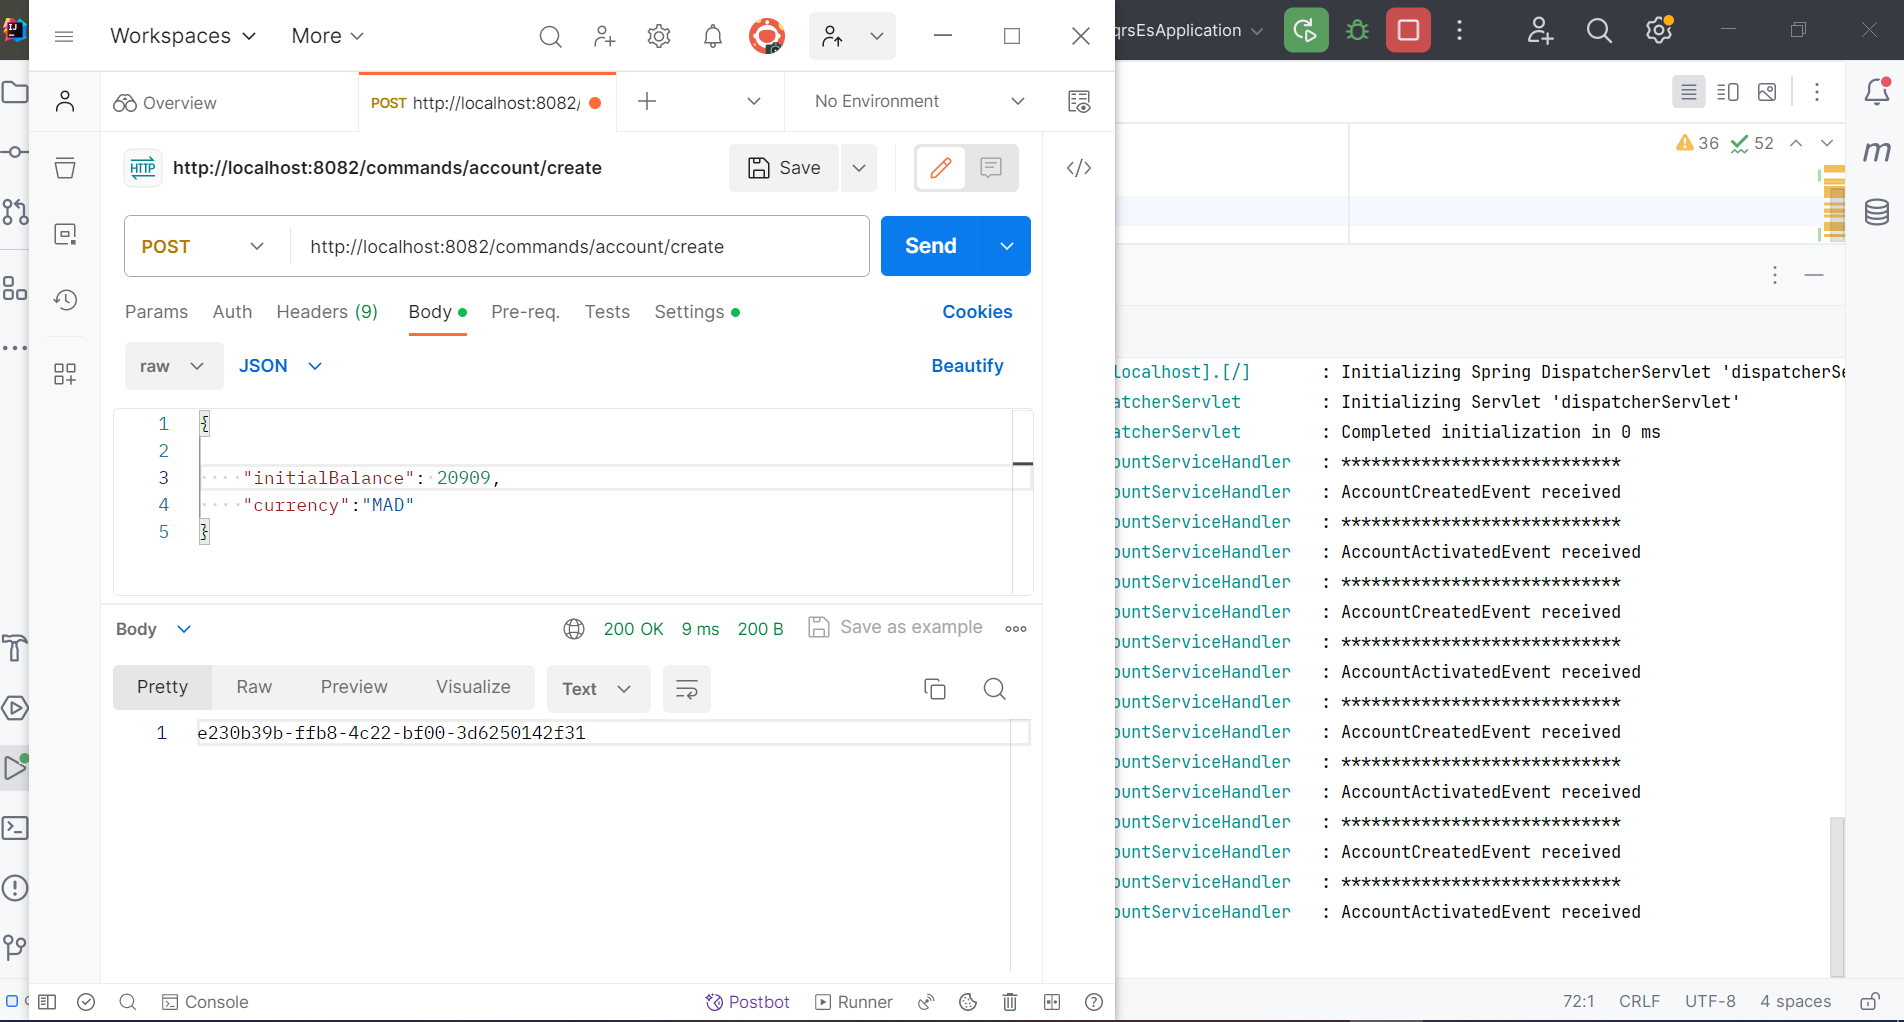 Workspaces More
Overview
POST http://localhost:8082/
No Environment
HTTP http://localhost:8082/commands/account/create
Save
POST http://localhost:8082/commands/account/create
Send
Params Auth Headers (9) Body Pre-req. Tests Settings Cookies
raw JSON Beautify
1 {
2
3 "initialBalance": 20909,
4 "currency":"MAD"
5 }
Body 200 OK 9 ms 200 B Save as example
Pretty Raw Preview Visualize Text
1 e230b39b-ffb8-4c22-bf00-3d6250142f31
Console Postbot Runner
IJ
qrsEsApplication
36 52
m
localhost].[/] : Initializing Spring DispatcherServlet 'dispatcherSe
atcherServlet : Initializing Servlet 'dispatcherServlet'
atcherServlet : Completed initialization in 0 ms
ountServiceHandler : ****************************
ountServiceHandler : AccountCreatedEvent received
ountServiceHandler : ****************************
ountServiceHandler : AccountActivatedEvent received
ountServiceHandler : ****************************
ountServiceHandler : AccountCreatedEvent received
ountServiceHandler : ****************************
ountServiceHandler : AccountActivatedEvent received
ountServiceHandler : ****************************
ountServiceHandler : AccountCreatedEvent received
ountServiceHandler : ****************************
ountServiceHandler : AccountActivatedEvent received
ountServiceHandler : ****************************
ountServiceHandler : AccountCreatedEvent received
ountServiceHandler : ****************************
ountServiceHandler : AccountActivatedEvent received
72:1 CRLF UTF-8 4 spaces